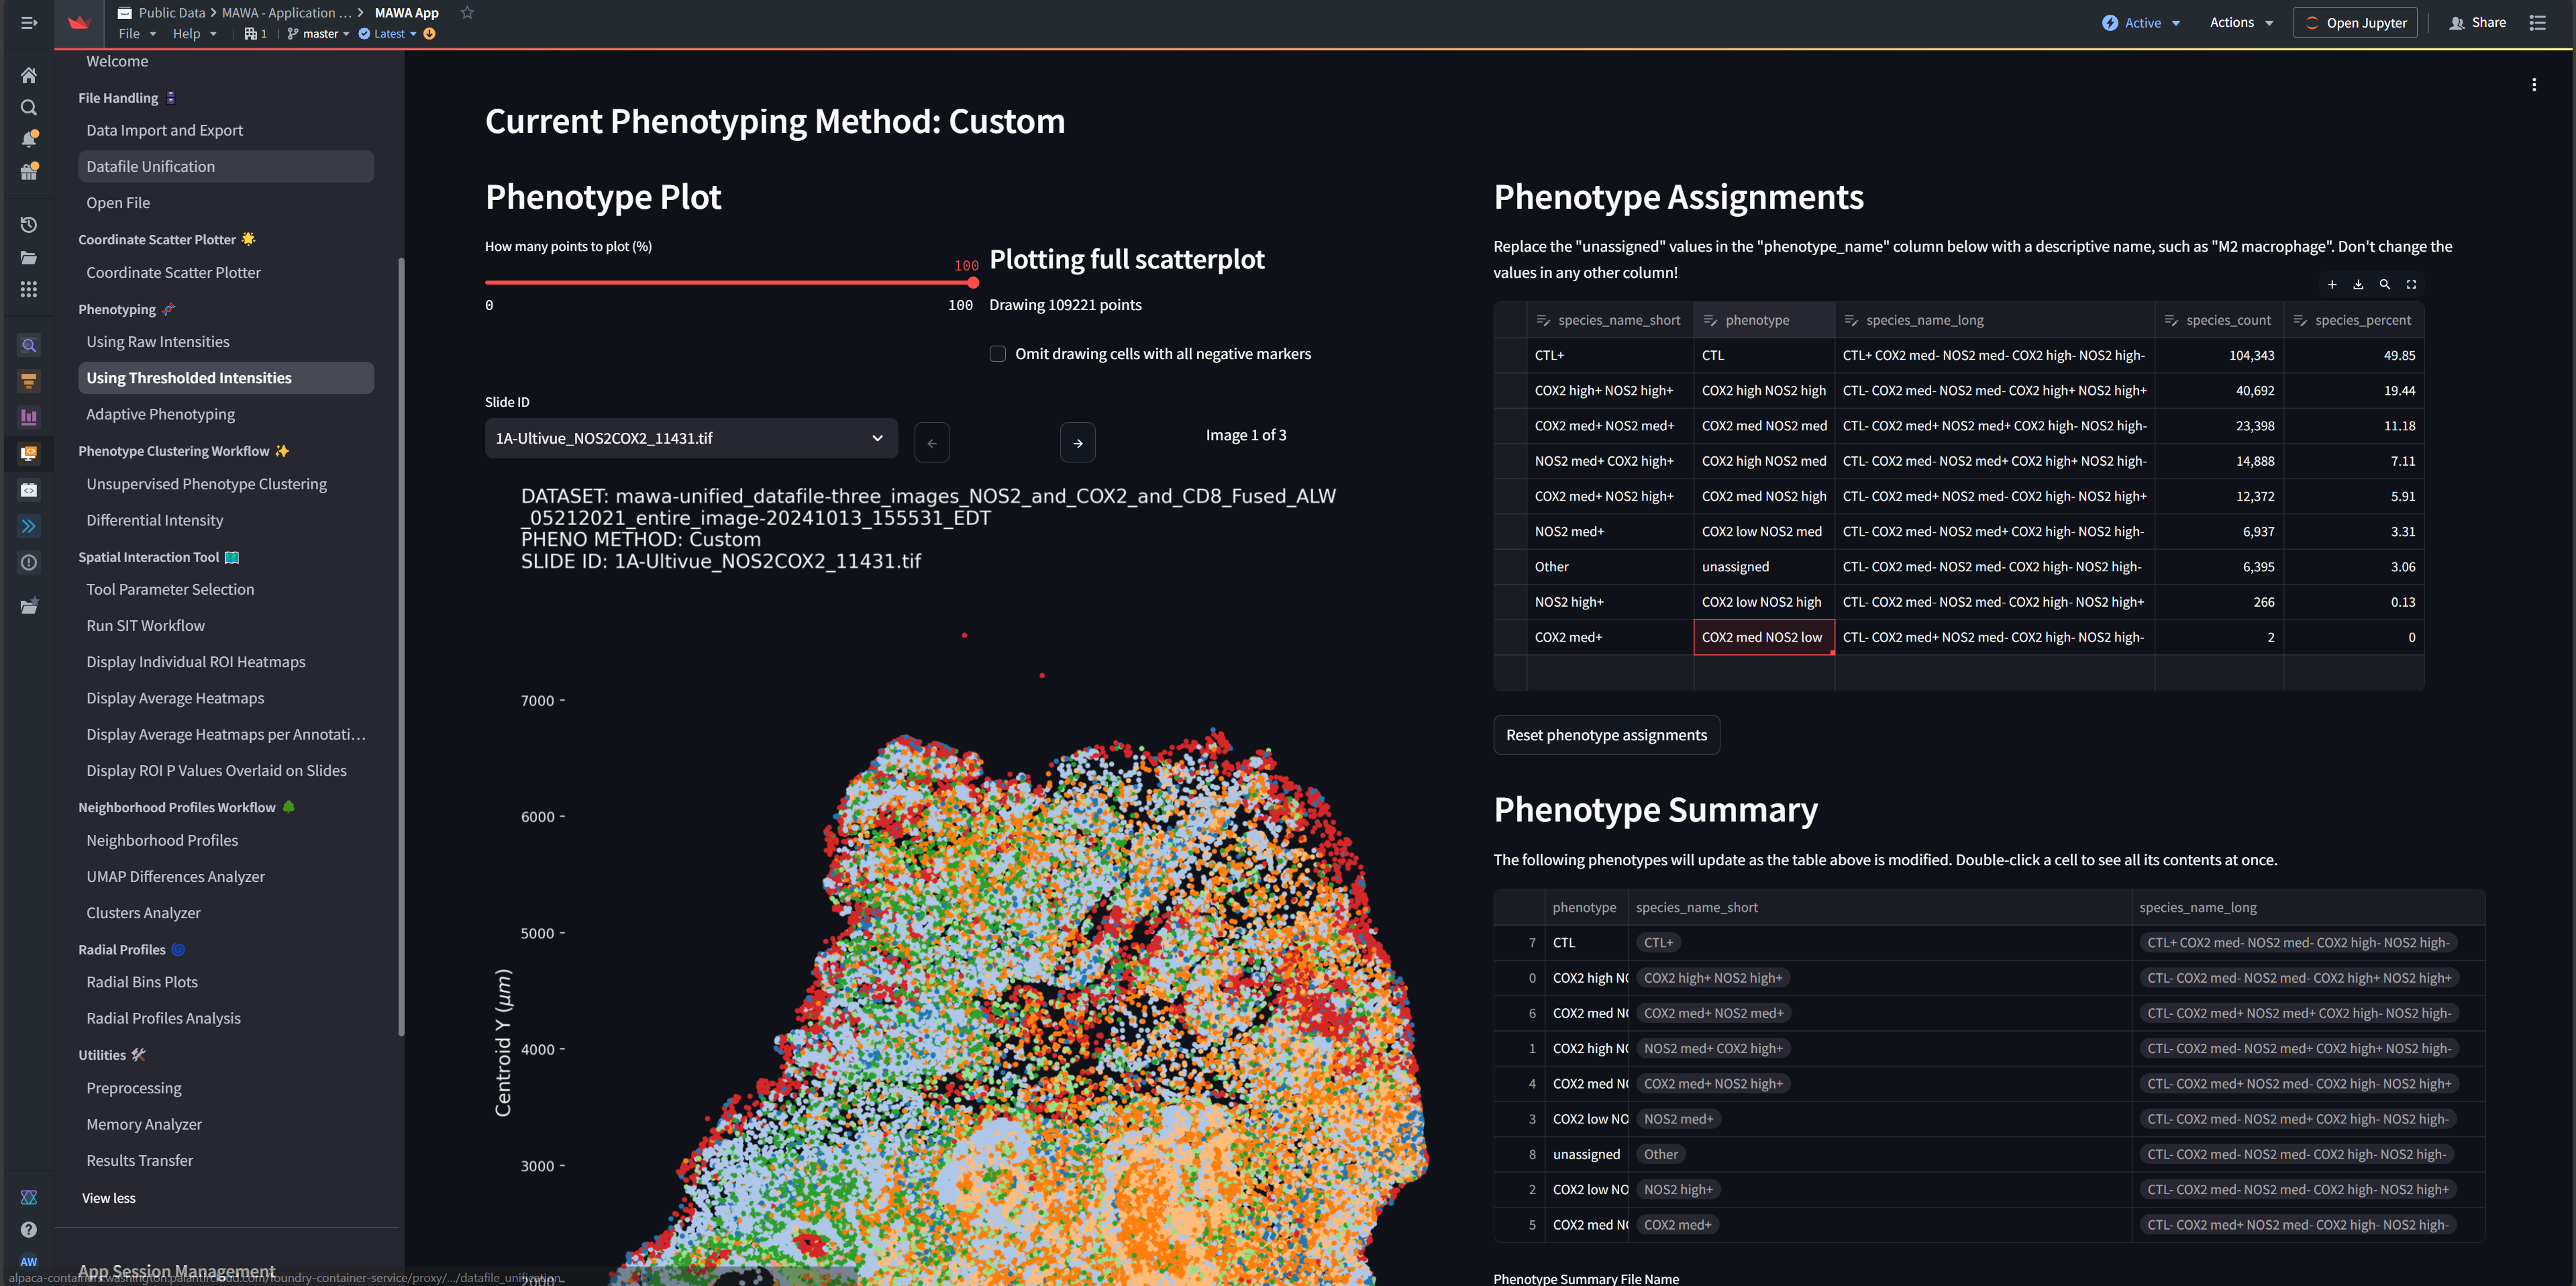 Public Data > MAWA - Application ... > MAWA App
File Help 1 master Latest
Active Actions Open Jupyter Share
Welcome
File Handling
Data Import and Export
Datafile Unification
Open File
Coordinate Scatter Plotter
Coordinate Scatter Plotter
Phenotyping
Using Raw Intensities
Using Thresholded Intensities
Adaptive Phenotyping
Phenotype Clustering Workflow
Unsupervised Phenotype Clustering
Differential Intensity
Spatial Interaction Tool
Tool Parameter Selection
Run SIT Workflow
Display Individual ROI Heatmaps
Display Average Heatmaps
Display Average Heatmaps per Annotati...
Display ROI P Values Overlaid on Slides
Neighborhood Profiles Workflow
Neighborhood Profiles
UMAP Differences Analyzer
Clusters Analyzer
Radial Profiles
Radial Bins Plots
Radial Profiles Analysis
Utilities
Preprocessing
Memory Analyzer
Results Transfer
View less
App Session Management
AW
Current Phenotyping Method: Custom
Phenotype Plot
How many points to plot (%)
100
0 100
Plotting full scatterplot
Drawing 109221 points
Omit drawing cells with all negative markers
Slide ID
1A-Ultivue_NOS2COX2_11431.tif
← → Image 1 of 3
DATASET: mawa-unified_datafile-three_images_NOS2_and_COX2_and_CD8_Fused_ALW
_05212021_entire_image-20241013_155531_EDT
PHENO METHOD: Custom
SLIDE ID: 1A-Ultivue_NOS2COX2_11431.tif
7000
6000
5000
4000
3000
2000
Centroid Y (μm)
Phenotype Assignments
Replace the "unassigned" values in the "phenotype_name" column below with a descriptive name, such as "M2 macrophage". Don't change the
values in any other column!
species_name_short phenotype species_name_long species_count species_percent
CTL+ CTL CTL+ COX2 med- NOS2 med- COX2 high- NOS2 high- 104,343 49.85
COX2 high+ NOS2 high+ COX2 high NOS2 high CTL- COX2 med- NOS2 med- COX2 high+ NOS2 high+ 40,692 19.44
COX2 med+ NOS2 med+ COX2 med NOS2 med CTL- COX2 med+ NOS2 med+ COX2 high- NOS2 high- 23,398 11.18
NOS2 med+ COX2 high+ COX2 high NOS2 med CTL- COX2 med- NOS2 med+ COX2 high+ NOS2 high- 14,888 7.11
COX2 med+ NOS2 high+ COX2 med NOS2 high CTL- COX2 med+ NOS2 med- COX2 high- NOS2 high+ 12,372 5.91
NOS2 med+ COX2 low NOS2 med CTL- COX2 med- NOS2 med+ COX2 high- NOS2 high- 6,937 3.31
Other unassigned CTL- COX2 med- NOS2 med- COX2 high- NOS2 high- 6,395 3.06
NOS2 high+ COX2 low NOS2 high CTL- COX2 med- NOS2 med- COX2 high- NOS2 high+ 266 0.13
COX2 med+ COX2 med NOS2 low CTL- COX2 med+ NOS2 med- COX2 high- NOS2 high- 2 0
Reset phenotype assignments
Phenotype Summary
The following phenotypes will update as the table above is modified. Double-click a cell to see all its contents at once.
phenotype species_name_short species_name_long
7 CTL CTL+ CTL+ COX2 med- NOS2 med- COX2 high- NOS2 high-
0 COX2 high NO COX2 high+ NOS2 high+ CTL- COX2 med- NOS2 med- COX2 high+ NOS2 high+
6 COX2 med NO COX2 med+ NOS2 med+ CTL- COX2 med+ NOS2 med+ COX2 high- NOS2 high-
1 COX2 high NO NOS2 med+ COX2 high+ CTL- COX2 med- NOS2 med+ COX2 high+ NOS2 high-
4 COX2 med NO COX2 med+ NOS2 high+ CTL- COX2 med+ NOS2 med- COX2 high- NOS2 high+
3 COX2 low NO NOS2 med+ CTL- COX2 med- NOS2 med+ COX2 high- NOS2 high-
8 unassigned Other CTL- COX2 med- NOS2 med- COX2 high- NOS2 high-
2 COX2 low NO NOS2 high+ CTL- COX2 med- NOS2 med- COX2 high- NOS2 high+
5 COX2 med NO COX2 med+ CTL- COX2 med+ NOS2 med- COX2 high- NOS2 high-
Phenotype Summary File Name